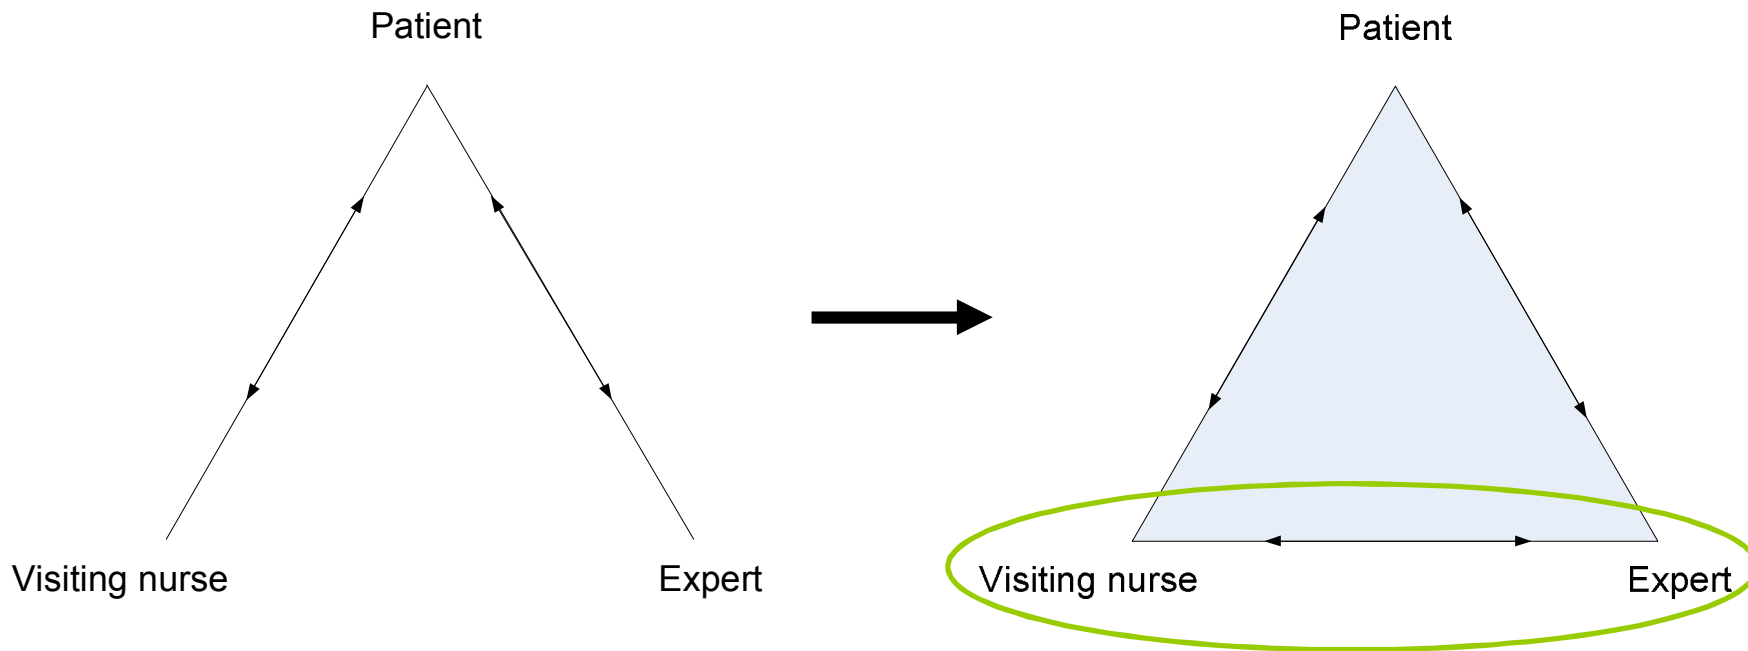 Patient
Patient
Visiting nurse
Expert
Visiting nurse
Expert